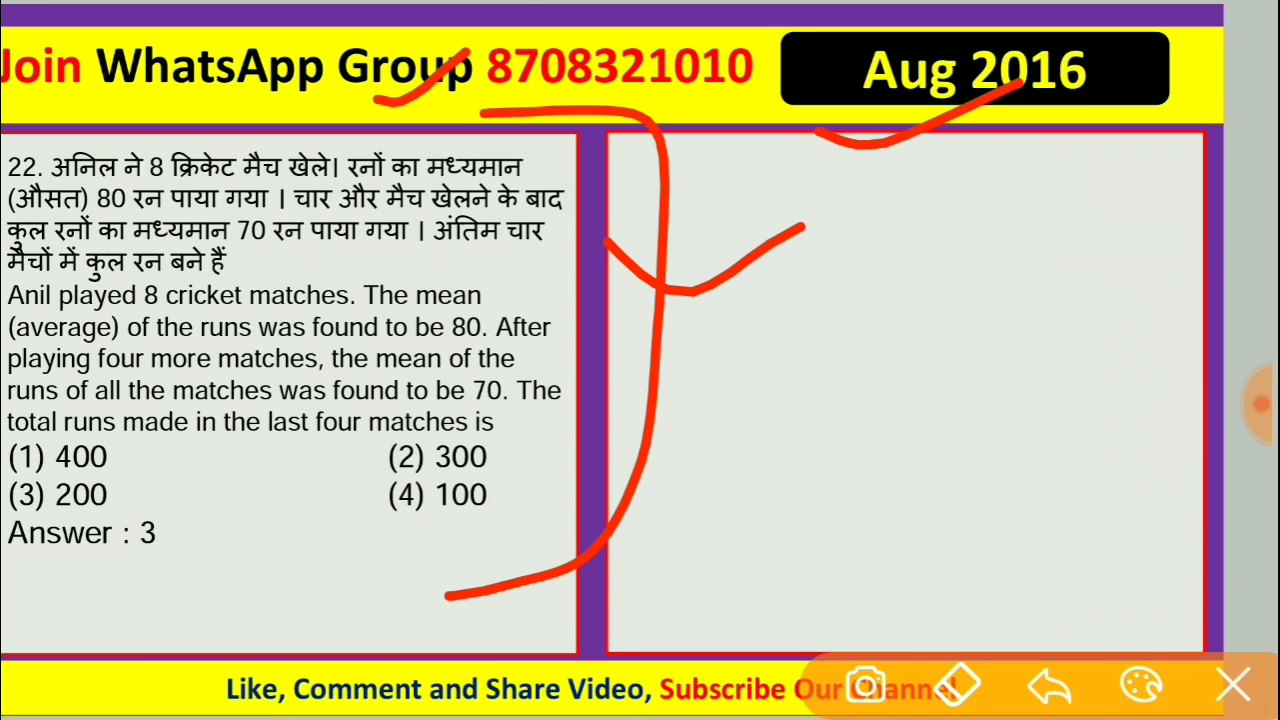 Join WhatsApp Group 8708321010
Aug 2016
22. अनिल ने 8 क्रिकेट मैच खेले। रनों का मध्यमान
(औसत) 80 रन पाया गया । चार और मैच खेलने के बाद
कुल रनों का मध्यमान 70 रन पाया गया । अंतिम चार
मैचों में कुल रन बने हैं
Anil played 8 cricket matches. The mean
(average) of the runs was found to be 80. After
playing four more matches, the mean of the
runs of all the matches was found to be 70. The
total runs made in the last four matches is
(1) 400 (2) 300
(3) 200 (4) 100
Answer : 3
Like, Comment and Share Video, Subscribe Our Channel